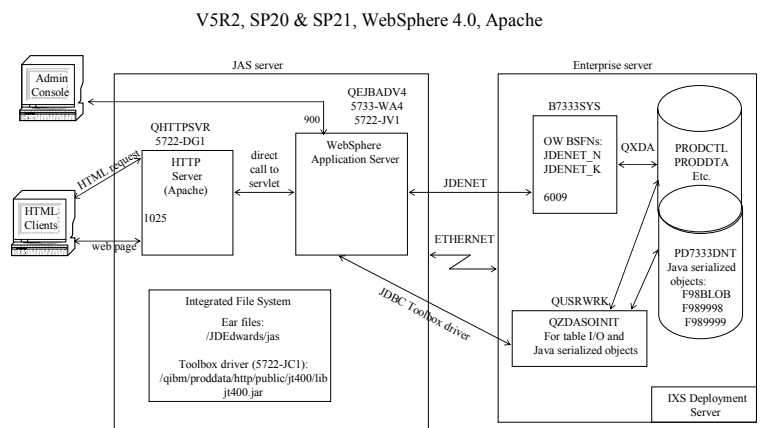 V5R2, SP20 & SP21, WebSphere 4.0, Apache
JAS server
Enterprise server
Admin
Console
900
QEJBADV4
5733-WA4
5722-JV1
B7333SYS
QHTTPSVR
5722-DG1
HTML request
HTTP
Server
(Apache)
1025
direct
call to
servlet
WebSphere
Application Server
JDENET
OW BSFNs:
JDENET_N
JDENET_K
6009
QXDA
PRODCTL
PRODDTA
Etc.
HTML
Clients
web page
ETHERNET
JDBC Toolbox driver
PD7333DNT
Java serialized
objects:
F98BLOB
F989998
F989999
Integrated File System
Ear files:
/JDEdwards/jas
Toolbox driver (5722-JC1):
/qibm/proddata/http/public/jt400/lib
jt400.jar
QUSRWRK
QZDASOINIT
For table I/O and
Java serialized objects
IXS Deployment
Server